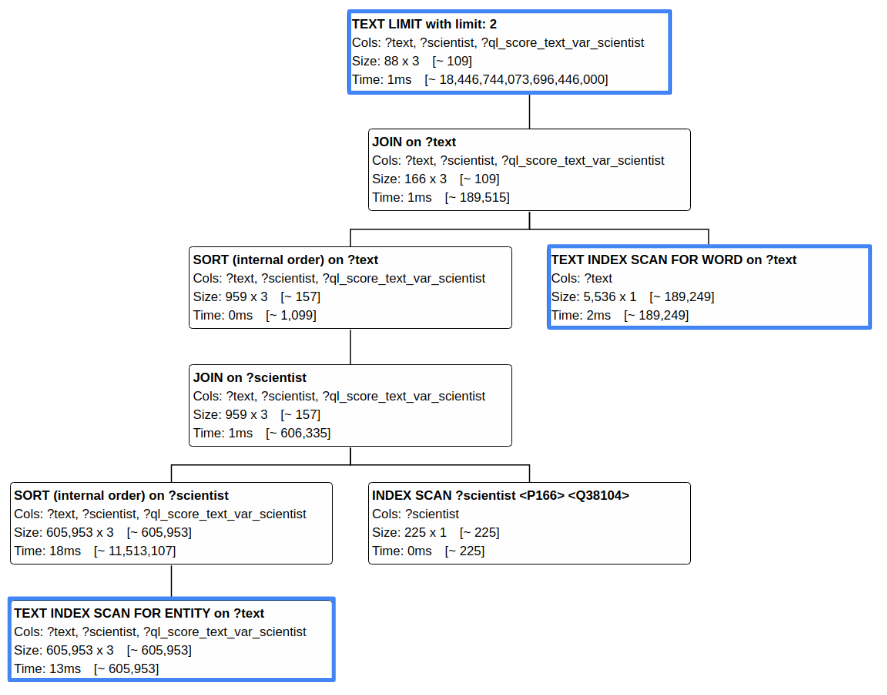 TEXT LIMIT with limit: 2
Cols: ?text, ?scientist, ?ql_score_text_var_scientist
Size: 88 x 3 [~ 109]
Time: 1ms [~ 18,446,744,073,696,446,000]
JOIN on ?text
Cols: ?text, ?scientist, ?ql_score_text_var_scientist
Size: 166 x 3 [~ 109]
Time: 1ms [~ 189,515]
SORT (internal order) on ?text
Cols: ?text, ?scientist, ?ql_score_text_var_scientist
Size: 959 x 3 [~ 157]
Time: 0ms [~ 1,099]
TEXT INDEX SCAN FOR WORD on ?text
Cols: ?text
Size: 5,536 x 1 [~ 189,249]
Time: 2ms [~ 189,249]
JOIN on ?scientist
Cols: ?text, ?scientist, ?ql_score_text_var_scientist
Size: 959 x 3 [~ 157]
Time: 1ms [~ 606,335]
SORT (internal order) on ?scientist
Cols: ?text, ?scientist, ?ql_score_text_var_scientist
Size: 605,953 x 3 [~ 605,953]
Time: 18ms [~ 11,513,107]
INDEX SCAN ?scientist <P166> <Q38104>
Cols: ?scientist
Size: 225 x 1 [~ 225]
Time: 0ms [~ 225]
TEXT INDEX SCAN FOR ENTITY on ?text
Cols: ?text, ?scientist, ?ql_score_text_var_scientist
Size: 605,953 x 3 [~ 605,953]
Time: 13ms [~ 605,953]